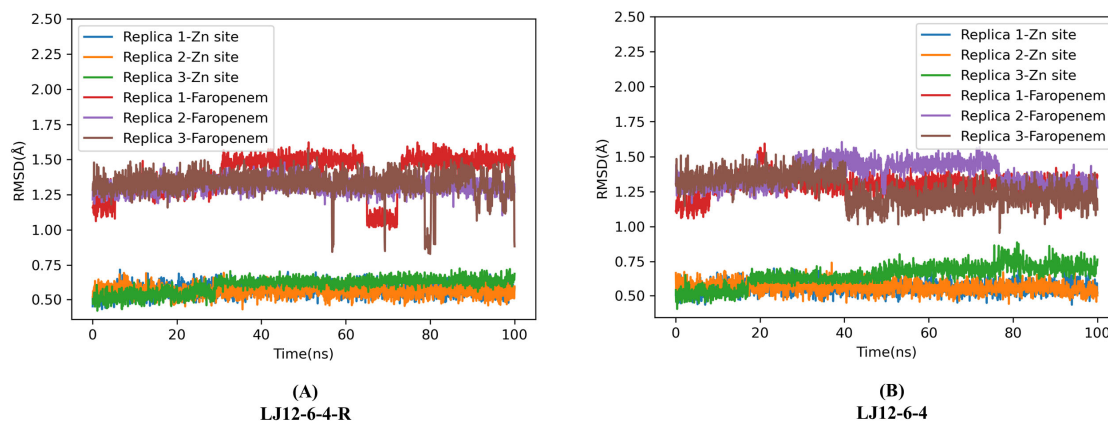 2.50
2.25
2.00
1.75
1.50
1.25
1.00
0.75
0.50
RMSD(Å)
Replica 1-Zn site
Replica 2-Zn site
Replica 3-Zn site
Replica 1-Faropenem
Replica 2-Faropenem
Replica 3-Faropenem
0 20 40 60 80 100
Time(ns)
(A)
LJ12-6-4-R
2.50
2.25
2.00
1.75
1.50
1.25
1.00
0.75
0.50
RMSD(Å)
Replica 1-Zn site
Replica 2-Zn site
Replica 3-Zn site
Replica 1-Faropenem
Replica 2-Faropenem
Replica 3-Faropenem
0 20 40 60 80 100
Time(ns)
(B)
LJ12-6-4